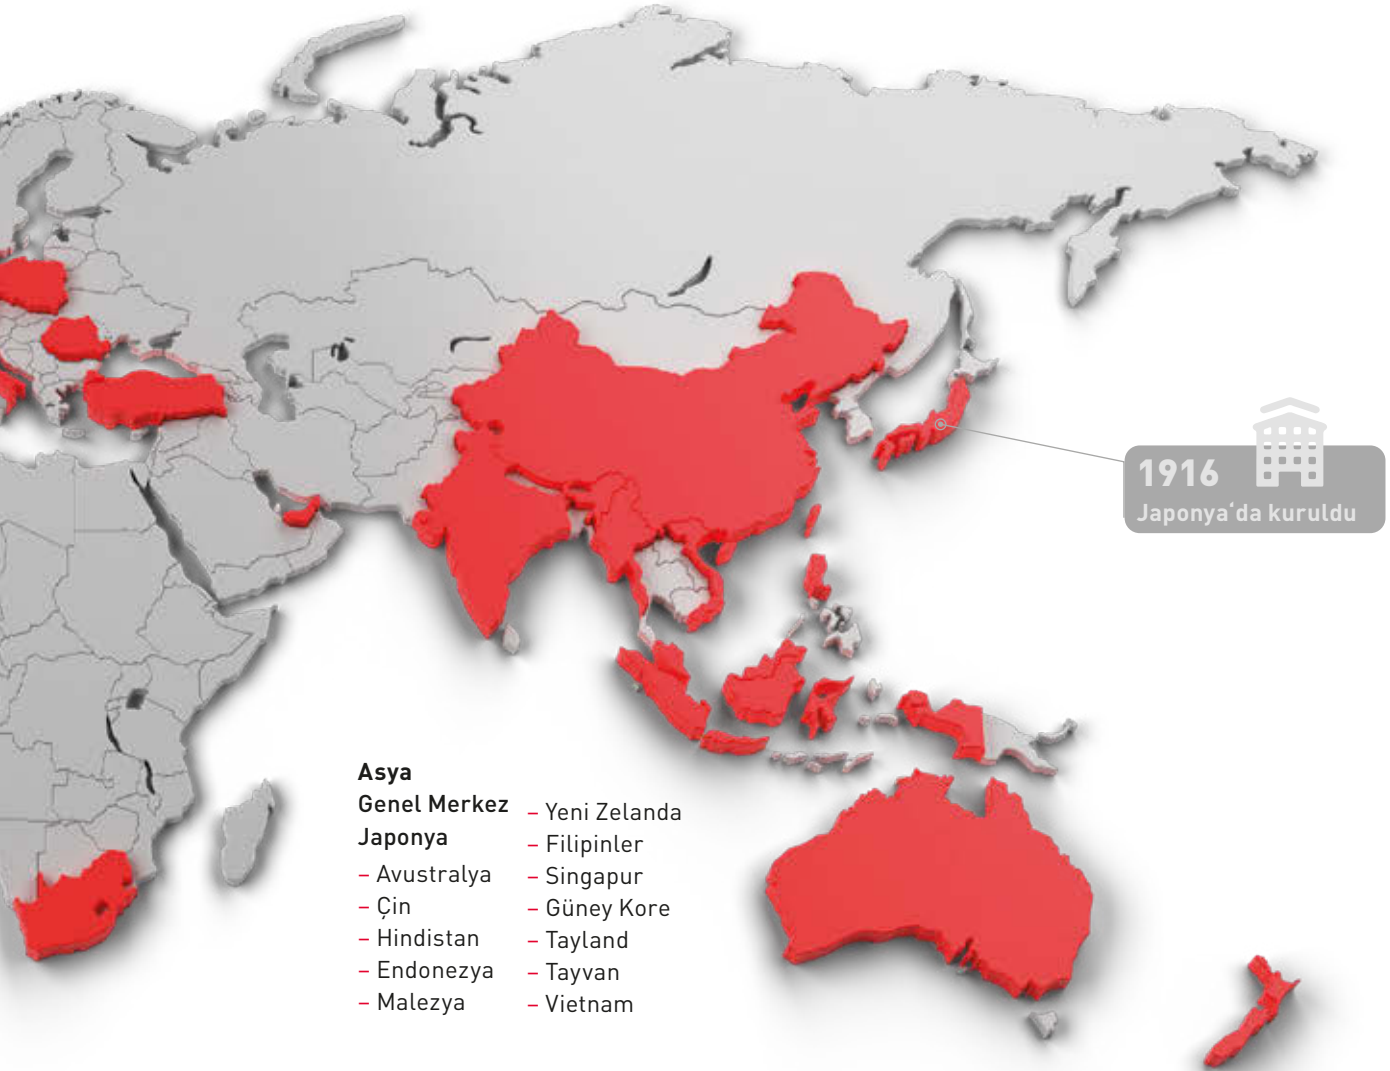 1916
Japonya'da kuruldu
Asya
Genel Merkez
Japonya
– Avustralya
– Çin
– Hindistan
– Endonezya
– Malezya
– Yeni Zelanda
– Filipinler
– Singapur
– Güney Kore
– Tayland
– Tayvan
– Vietnam